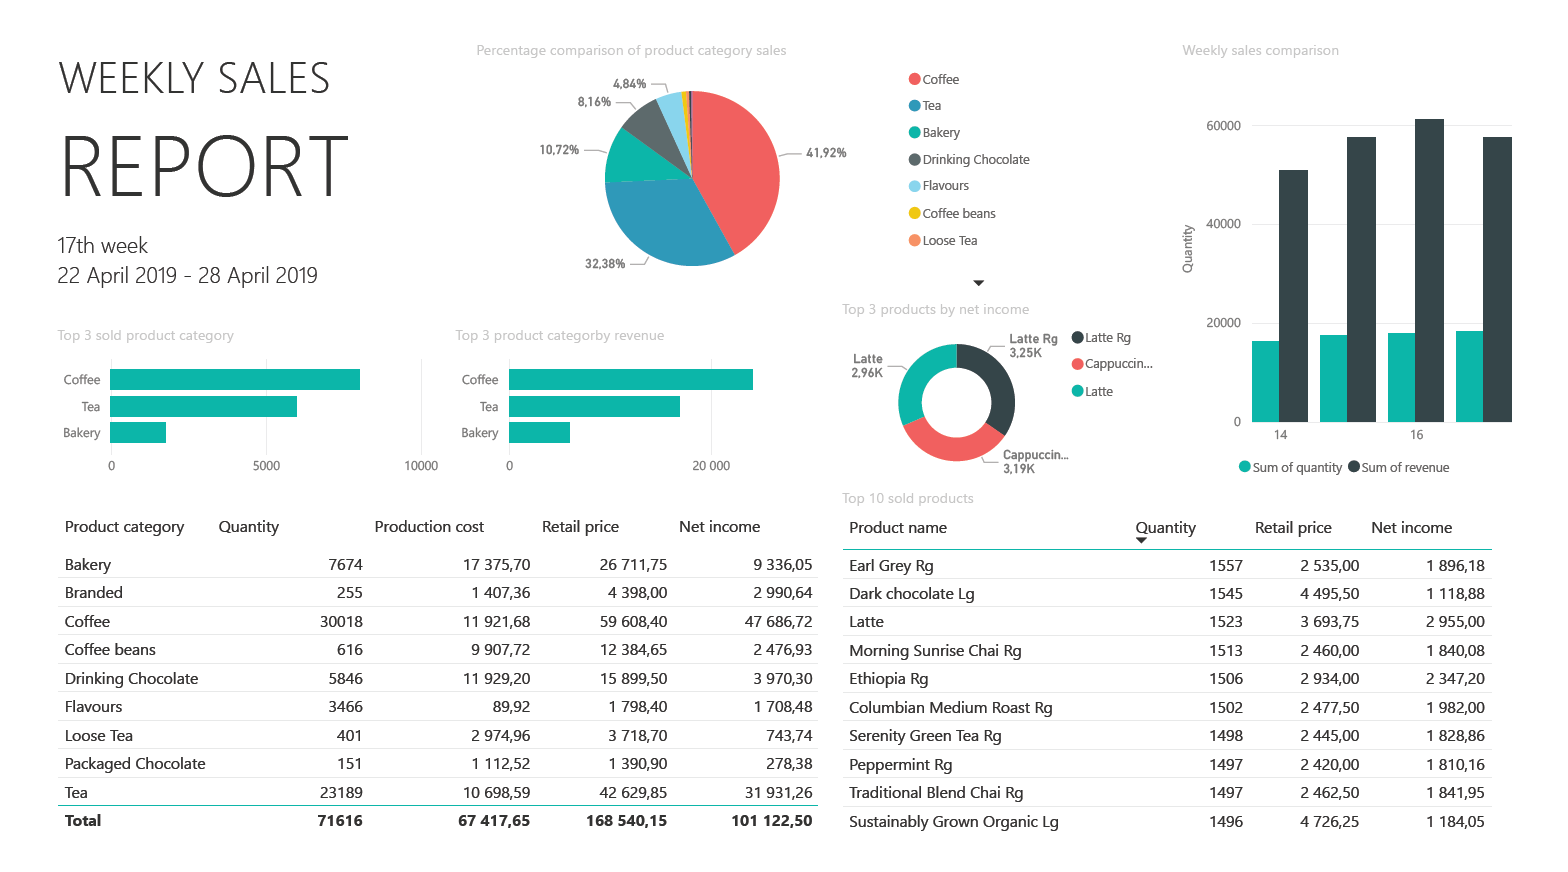 WEEKLY SALES
REPORT
17th week
22 April 2019 - 28 April 2019
Percentage comparison of product category sales
4,84%
8,16%
10,72%
41,92%
32,38%
Coffee
Tea
Bakery
Drinking Chocolate
Flavours
Coffee beans
Loose Tea
Weekly sales comparison
Quantity
60000
40000
20000
0
14 16
Sum of quantity Sum of revenue
Top 3 sold product category
Coffee
Tea
Bakery
0 5000 10000
Top 3 product categorby revenue
Coffee
Tea
Bakery
0 20 000
Top 3 products by net income
Latte Rg
3,25K
Latte
2,96K
Cappuccin...
3,19K
Latte Rg
Cappuccin...
Latte
Product category Quantity Production cost Retail price Net income
Bakery 7674 17 375,70 26 711,75 9 336,05
Branded 255 1 407,36 4 398,00 2 990,64
Coffee 30018 11 921,68 59 608,40 47 686,72
Coffee beans 616 9 907,72 12 384,65 2 476,93
Drinking Chocolate 5846 11 929,20 15 899,50 3 970,30
Flavours 3466 89,92 1 798,40 1 708,48
Loose Tea 401 2 974,96 3 718,70 743,74
Packaged Chocolate 151 1 112,52 1 390,90 278,38
Tea 23189 10 698,59 42 629,85 31 931,26
Total 71616 67 417,65 168 540,15 101 122,50
Top 10 sold products
Product name Quantity Retail price Net income
Earl Grey Rg 1557 2 535,00 1 896,18
Dark chocolate Lg 1545 4 495,50 1 118,88
Latte 1523 3 693,75 2 955,00
Morning Sunrise Chai Rg 1513 2 460,00 1 840,08
Ethiopia Rg 1506 2 934,00 2 347,20
Columbian Medium Roast Rg 1502 2 477,50 1 982,00
Serenity Green Tea Rg 1498 2 445,00 1 828,86
Peppermint Rg 1497 2 420,00 1 810,16
Traditional Blend Chai Rg 1497 2 462,50 1 841,95
Sustainably Grown Organic Lg 1496 4 726,25 1 184,05